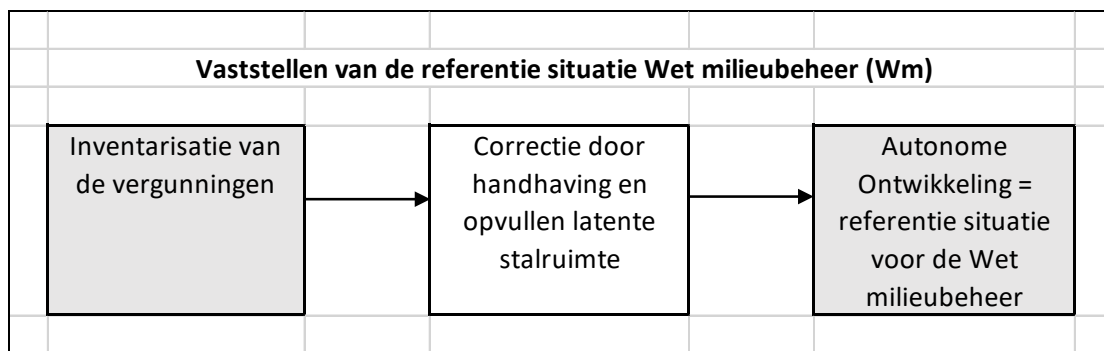 Vaststellen van de referentie situatie Wet milieubeheer (Wm)
Inventarisatie van
de vergunningen
Correctie door
handhaving en
opvullen latente
stalruimte
Autonome
Ontwikkeling =
referentie situatie
voor de Wet
milieubeheer